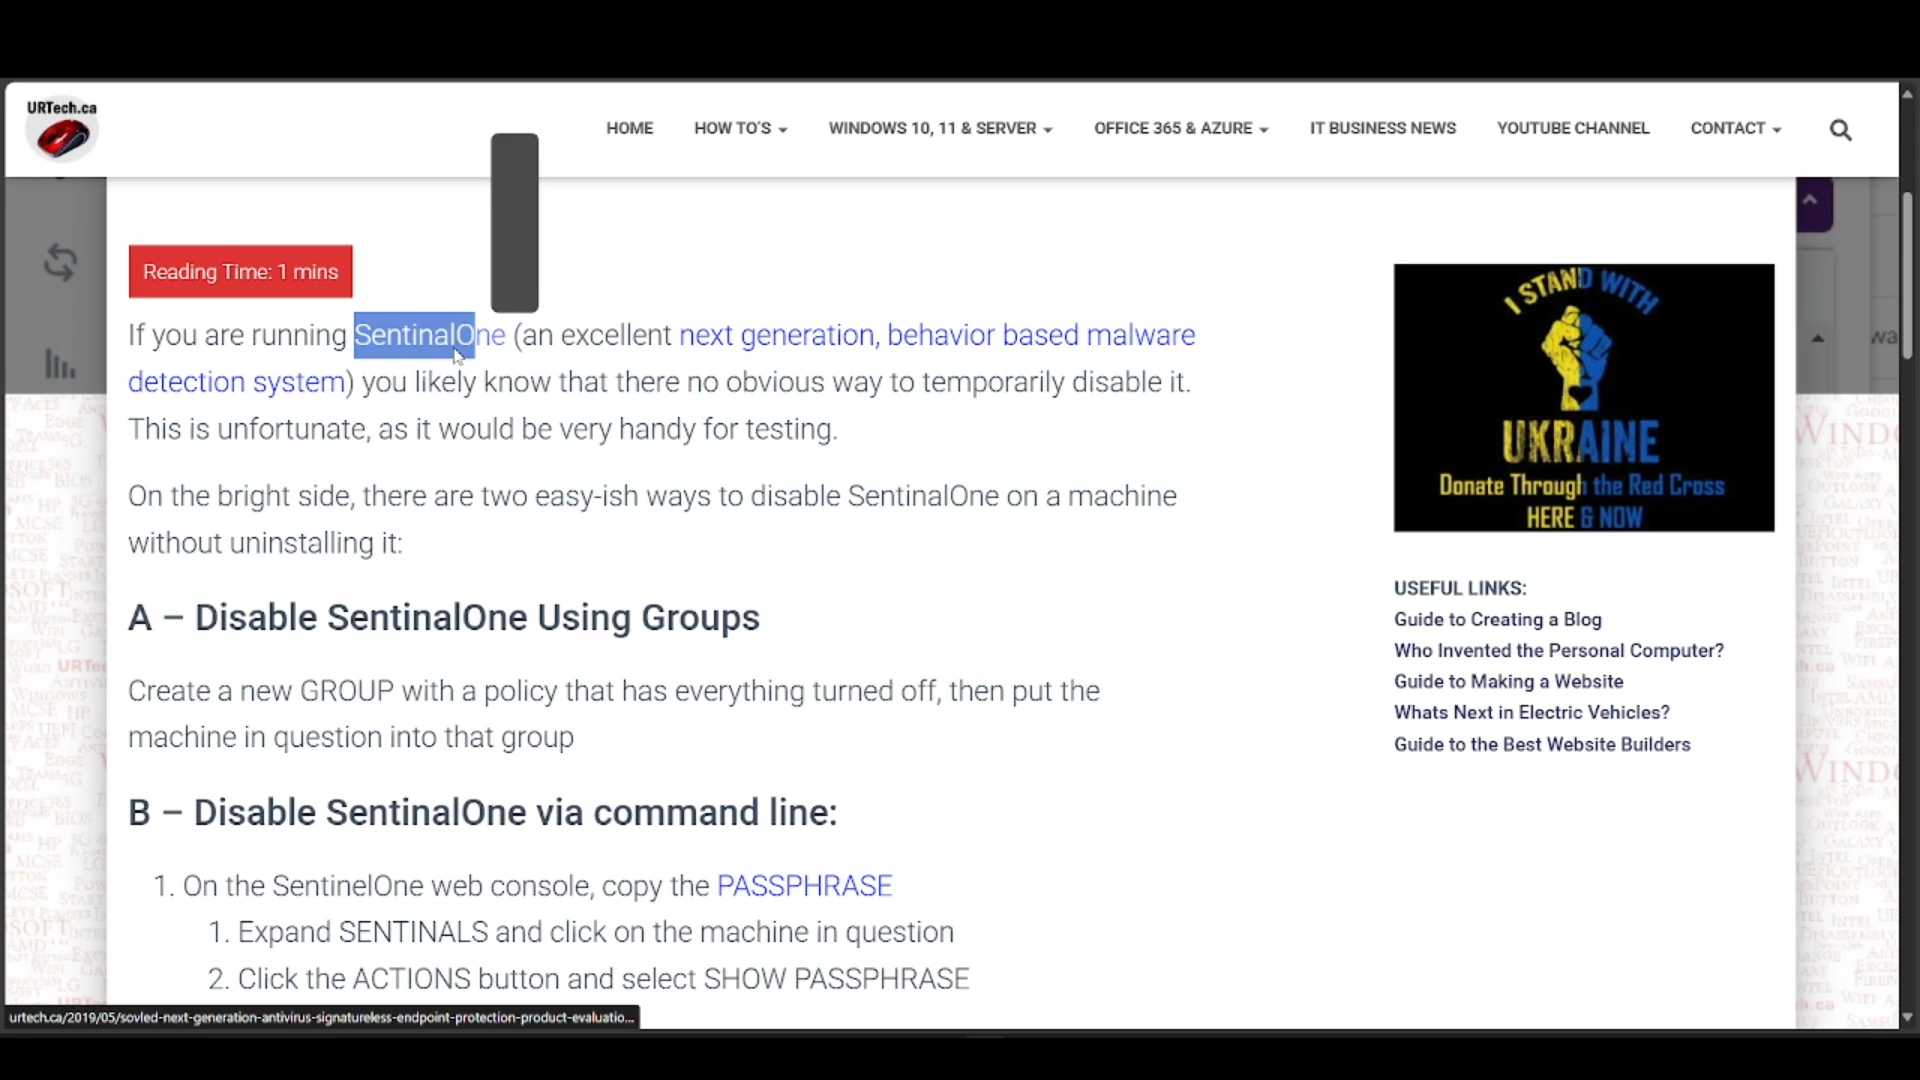 URTech.ca
HOME
HOW TO'S
WINDOWS 10, 11 & SERVER
OFFICE 365 & AZURE
IT BUSINESS NEWS
YOUTUBE CHANNEL
CONTACT
Reading Time: 1 mins
If you are running SentinalOne (an excellent next generation, behavior based malware
detection system) you likely know that there no obvious way to temporarily disable it.
This is unfortunate, as it would be very handy for testing.
On the bright side, there are two easy-ish ways to disable SentinalOne on a machine
without uninstalling it:
A – Disable SentinalOne Using Groups
Create a new GROUP with a policy that has everything turned off, then put the
machine in question into that group
B – Disable SentinalOne via command line:
1. On the SentinelOne web console, copy the PASSPHRASE
1. Expand SENTINALS and click on the machine in question
2. Click the ACTIONS button and select SHOW PASSPHRASE
I STAND WITH
UKRAINE
Donate Through the Red Cross
HERE & NOW
USEFUL LINKS:
Guide to Creating a Blog
Who Invented the Personal Computer?
Guide to Making a Website
Whats Next in Electric Vehicles?
Guide to the Best Website Builders
urtech.ca/2019/05/sovled-next-generation-antivirus-signatureless-endpoint-protection-product-evaluatio...